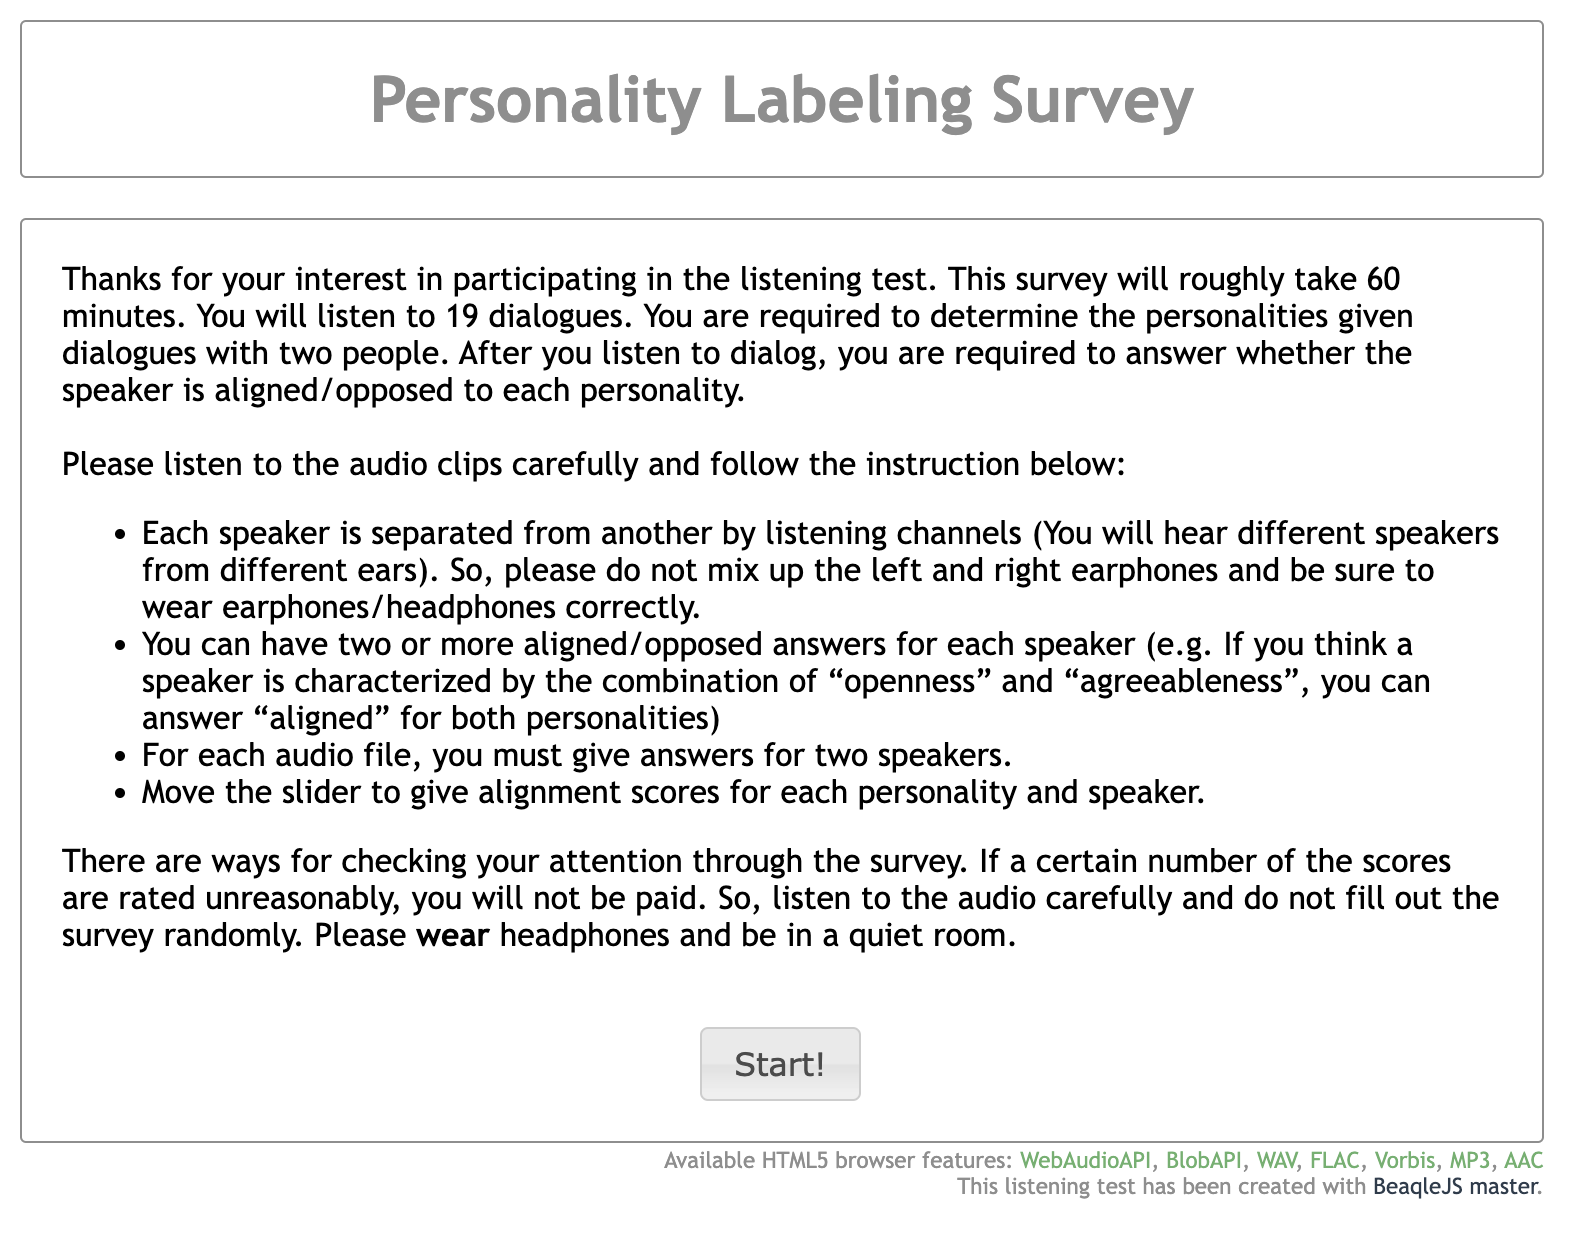 Personality Labeling Survey
Thanks for your interest in participating in the listening test. This survey will roughly take 60
minutes. You will listen to 19 dialogues. You are required to determine the personalities given
dialogues with two people. After you listen to dialog, you are required to answer whether the
speaker is aligned/opposed to each personality.
Please listen to the audio clips carefully and follow the instruction below:
• Each speaker is separated from another by listening channels (You will hear different speakers
from different ears). So, please do not mix up the left and right earphones and be sure to
wear earphones/headphones correctly.
• You can have two or more aligned/opposed answers for each speaker (e.g. If you think a
speaker is characterized by the combination of “openness” and “agreeableness”, you can
answer “aligned” for both personalities)
• For each audio file, you must give answers for two speakers.
• Move the slider to give alignment scores for each personality and speaker.
There are ways for checking your attention through the survey. If a certain number of the scores
are rated unreasonably, you will not be paid. So, listen to the audio carefully and do not fill out the
survey randomly. Please wear headphones and be in a quiet room.
Start!
Available HTML5 browser features: WebAudioAPI, BlobAPI, WAV, FLAC, Vorbis, MP3, AAC
This listening test has been created with BeaqleJS master.